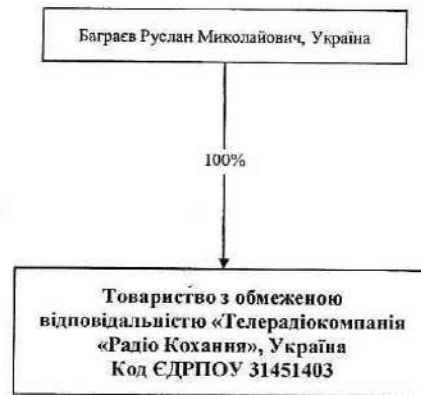 Баграєв Руслан Миколайович, Україна
100%
Товариство з обмеженою
відповідальністю «Телерадіокомпанія
«Радіо Кохання», Україна
Код ЄДРПОУ 31451403